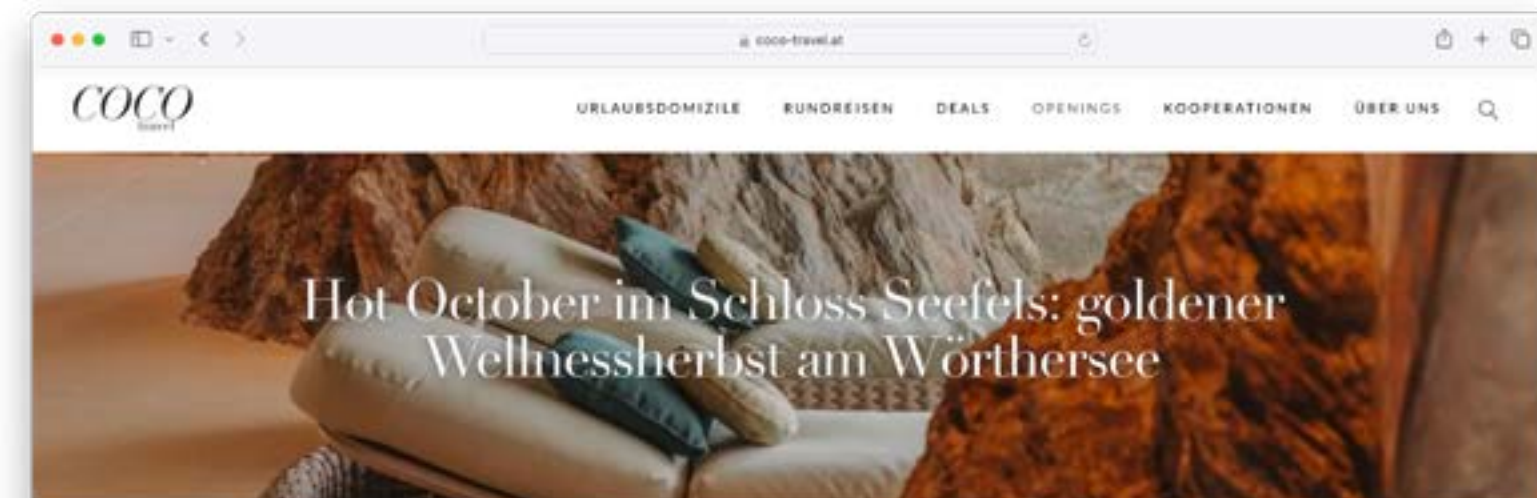 coco-travel.at
COCO
travel
URLAUBSDOMIZILE RUNDREISEN DEALS OPENINGS KOOPERATIONEN ÜBER UNS
Hot October im Schloss Seefels: goldener
Wellnessherbst am Wörthersee